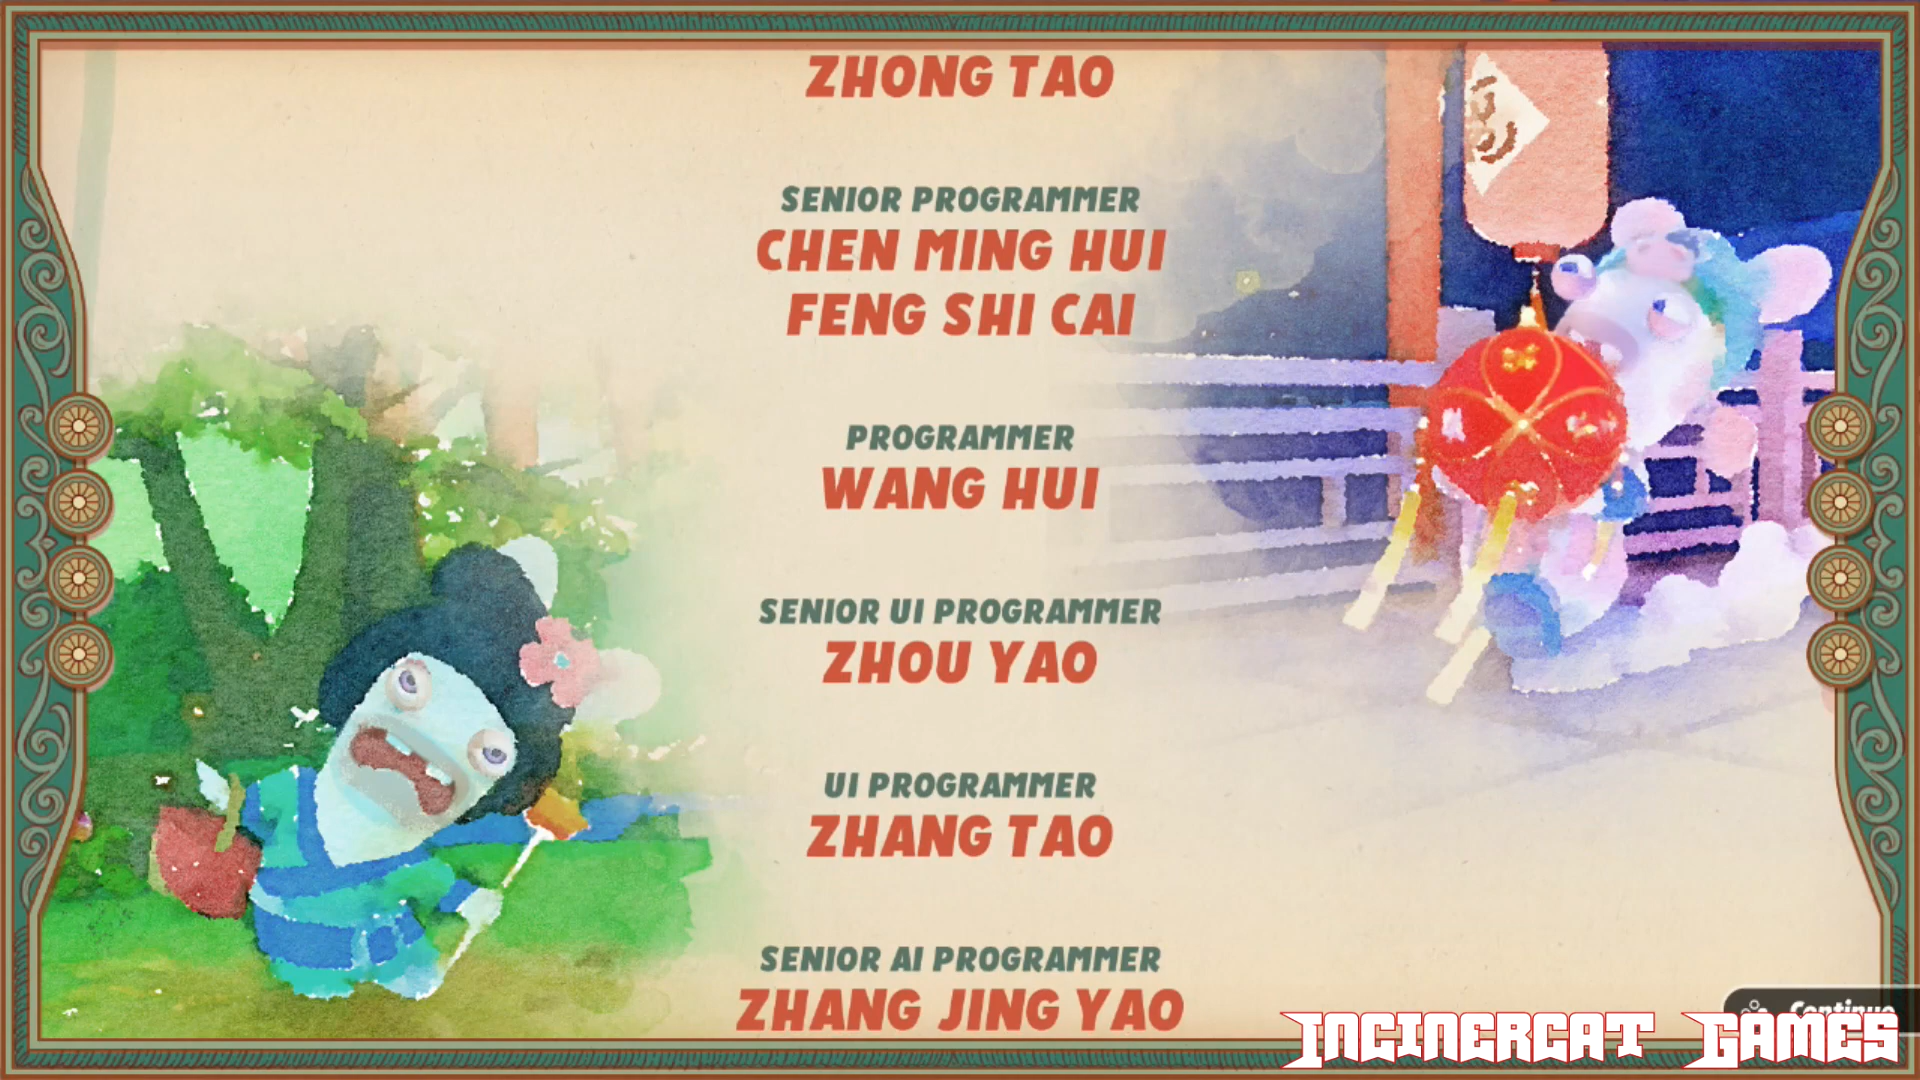 ZHONG TAO
SENIOR PROGRAMMER
CHEN MING HUI
FENG SHI CAI
PROGRAMMER
WANG HUI
SENIOR UI PROGRAMMER
ZHOU YAO
UI PROGRAMMER
ZHANG TAO
SENIOR AI PROGRAMMER
ZHANG JING YAO
Continue
INCINERCAT GAMES